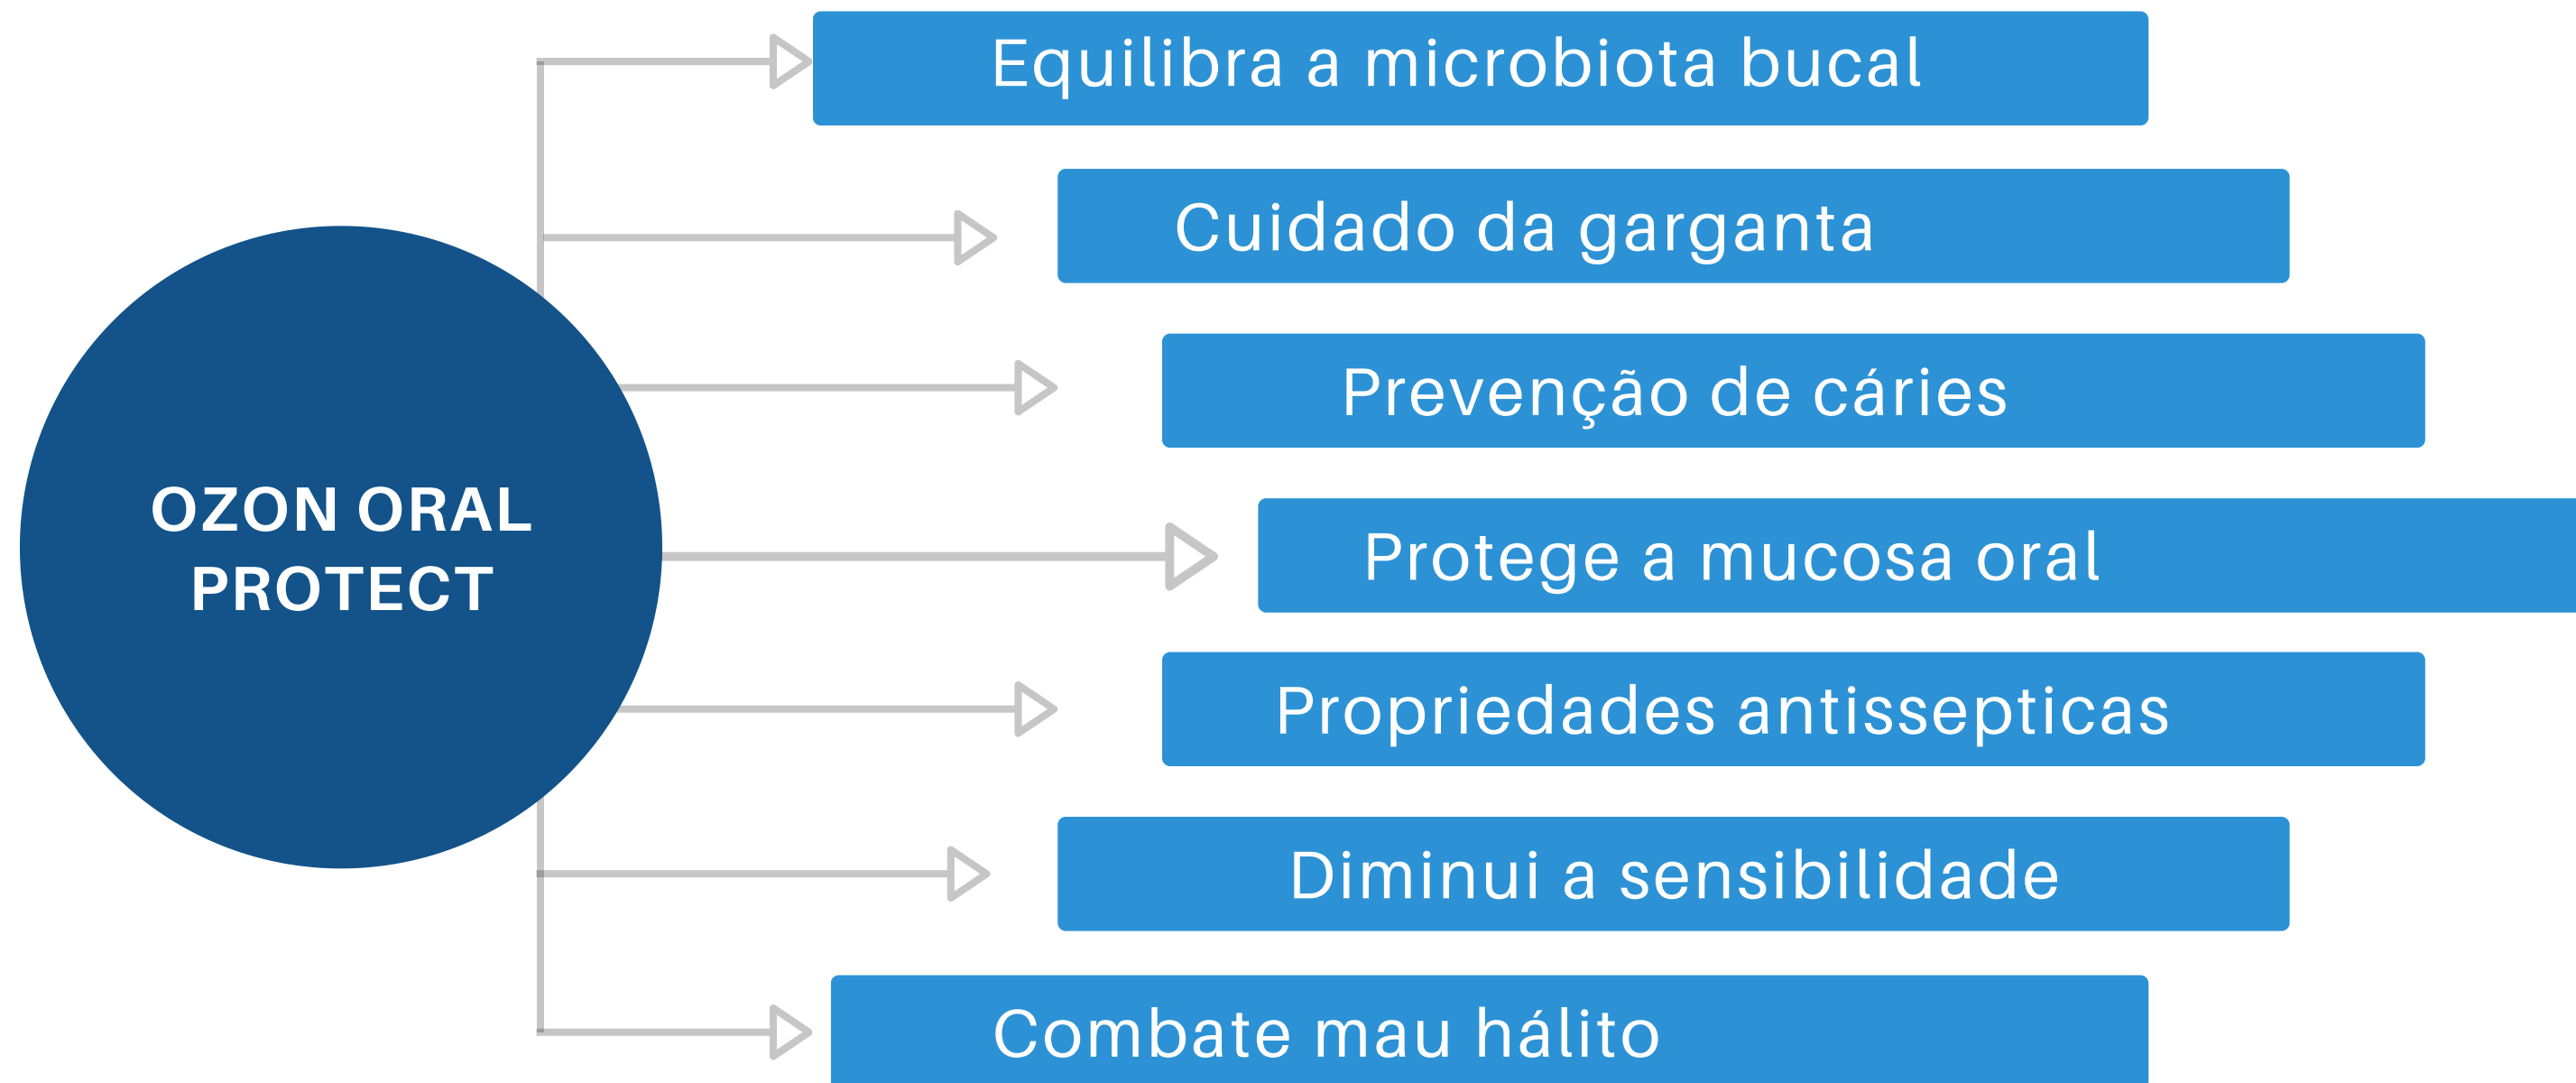 OZON ORAL
PROTECT
Equilibra a microbiota bucal
Cuidado da garganta
Prevenção de cáries
Protege a mucosa oral
Propriedades antissepticas
Diminui a sensibilidade
Combate mau hálito